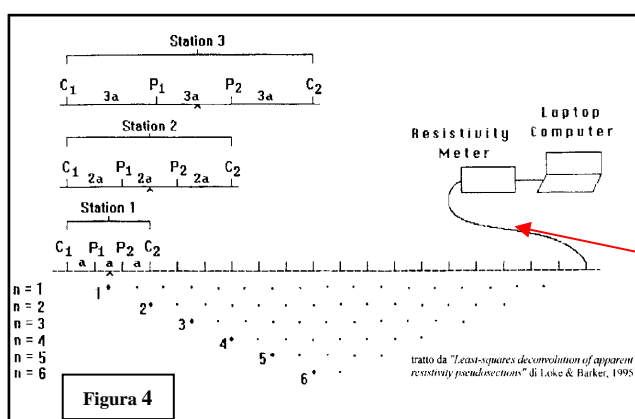 Station 3
C1 P1 P2 C2
3a 3a 3a
Station 2
C1 P1 P2 C2
2a 2a 2a
Station 1
C1 P1 P2 C2
a a a
Resistivity
Meter
Laptop
Computer
n = 1 1
n = 2 2
n = 3 3
n = 4 4
n = 5 5
n = 6 6
tratto da "Least-squares deconvolution of apparent
resistivity pseudosections" di Loke & Barker, 1995
Figura 4